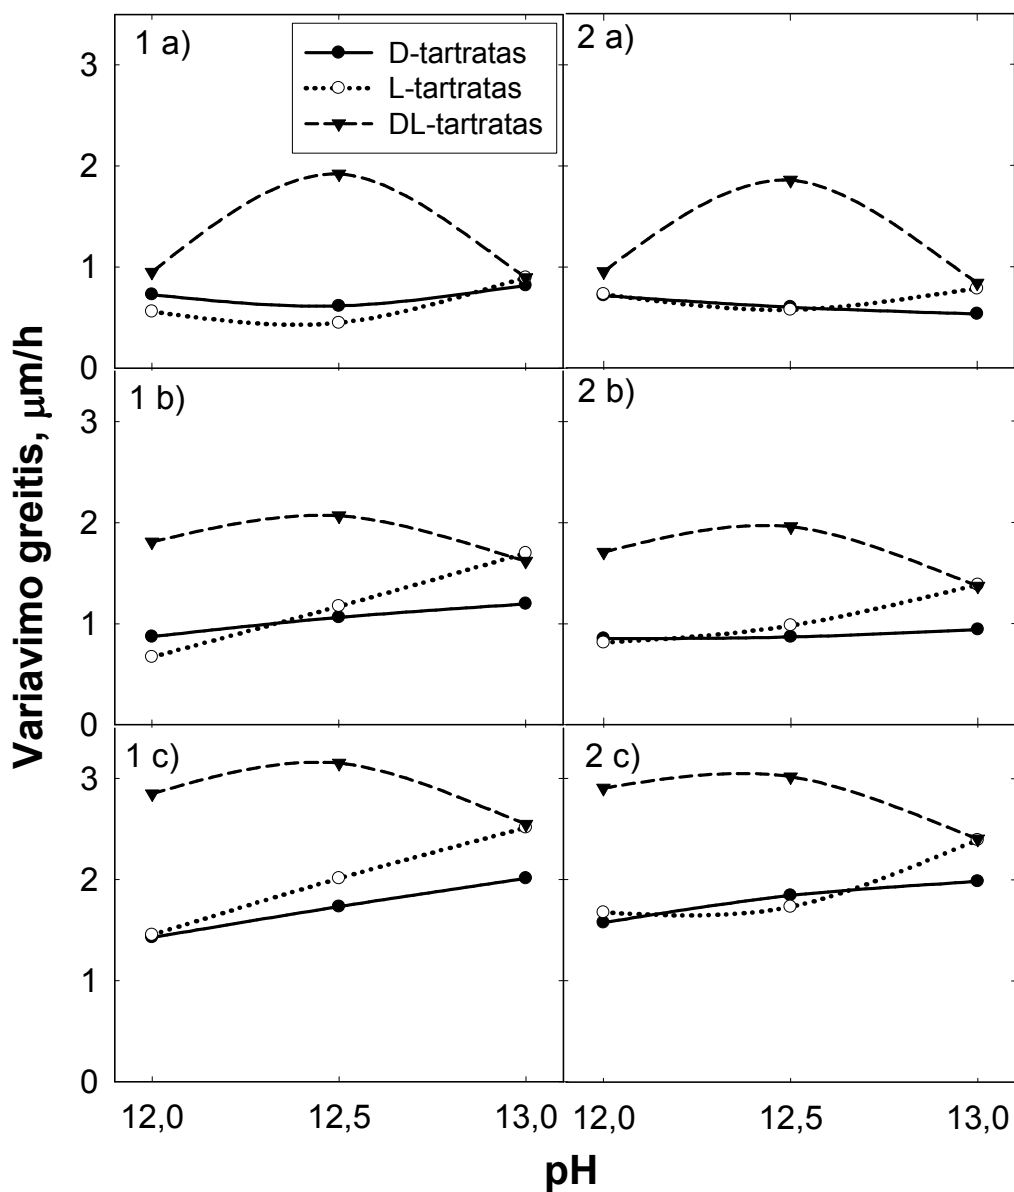 1 a)
D-tartratas
L-tartratas
DL-tartratas
2 a)
3
2
1
0
1 b)
2 b)
3
2
1
0
1 c)
2 c)
3
2
1
0
Variavimo greitis, μm/h
12,0 12,5 13,0 12,0 12,5 13,0
pH